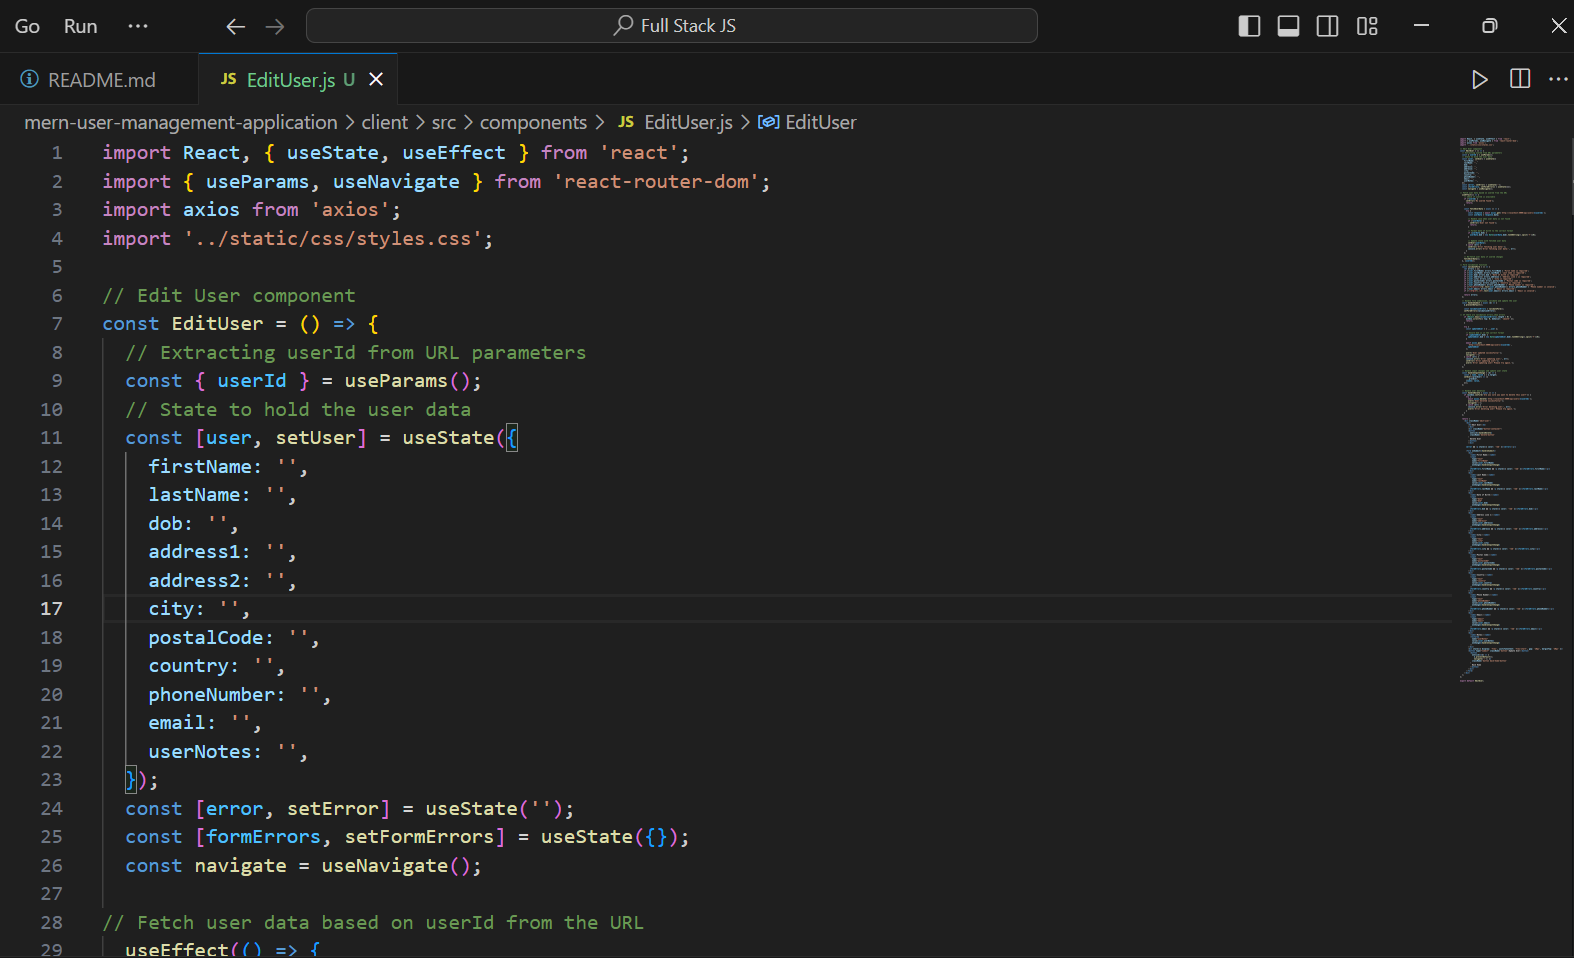 Go Run ··· Full Stack JS
README.md JS EditUser.js U
mern-user-management-application > client > src > components > JS EditUser.js > EditUser
1 import React, { useState, useEffect } from 'react';
2 import { useParams, useNavigate } from 'react-router-dom';
3 import axios from 'axios';
4 import '../static/css/styles.css';
5
6 // Edit User component
7 const EditUser = () => {
8 // Extracting userId from URL parameters
9 const { userId } = useParams();
10 // State to hold the user data
11 const [user, setUser] = useState({
12 firstName: '',
13 lastName: '',
14 dob: '',
15 address1: '',
16 address2: '',
17 city: '',
18 postalCode: '',
19 country: '',
20 phoneNumber: '',
21 email: '',
22 userNotes: '',
23 });
24 const [error, setError] = useState('');
25 const [formErrors, setFormErrors] = useState({});
26 const navigate = useNavigate();
27
28 // Fetch user data based on userId from the URL
29 useEffect(() => {